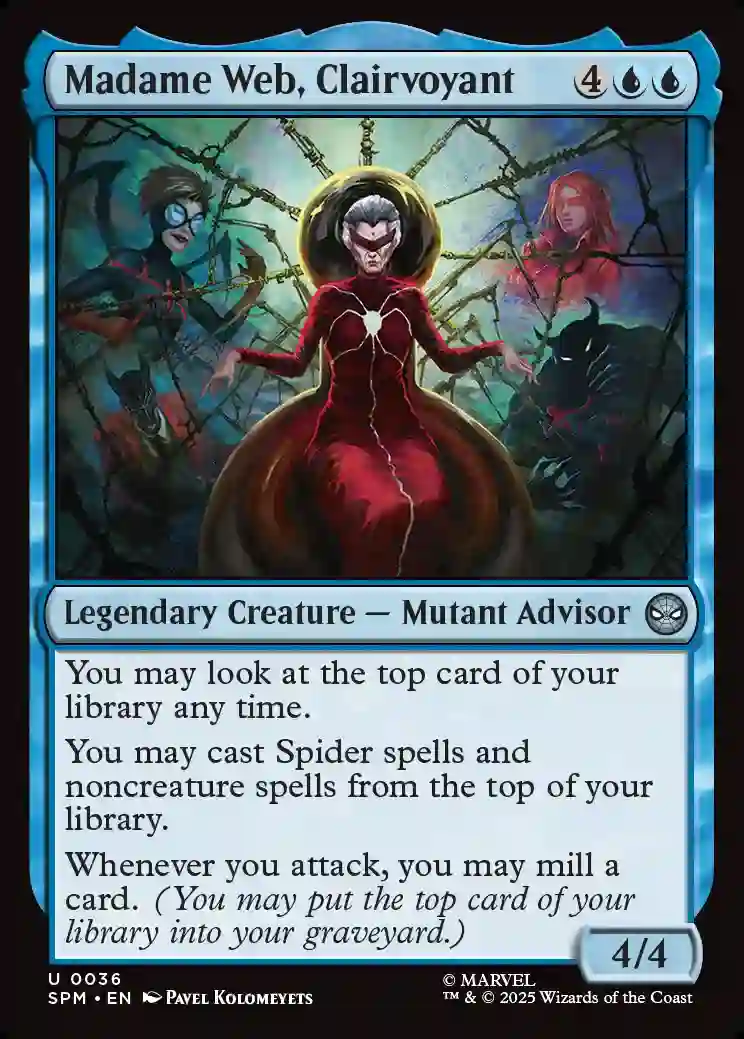 Madame Web, Clairvoyant 4
Legendary Creature — Mutant Advisor
You may look at the top card of your
library any time.
You may cast Spider spells and
noncreature spells from the top of your
library.
Whenever you attack, you may mill a
card. (You may put the top card of your
library into your graveyard.)
4/4
U 0036
SPM • EN Pavel Kolomeyets
© MARVEL
™ & © 2025 Wizards of the Coast